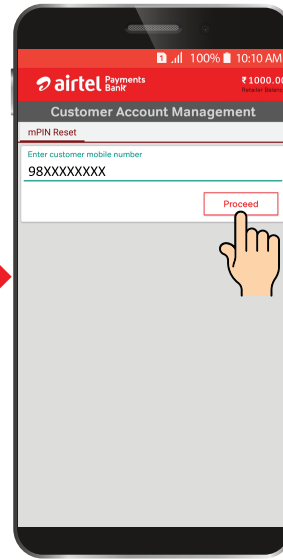 1 100% 10:10 AM
airtel Payments Bank
₹1000.00
Retailer Balance
Customer Account Management
mPIN Reset
Enter customer mobile number
98XXXXXXXX
Proceed